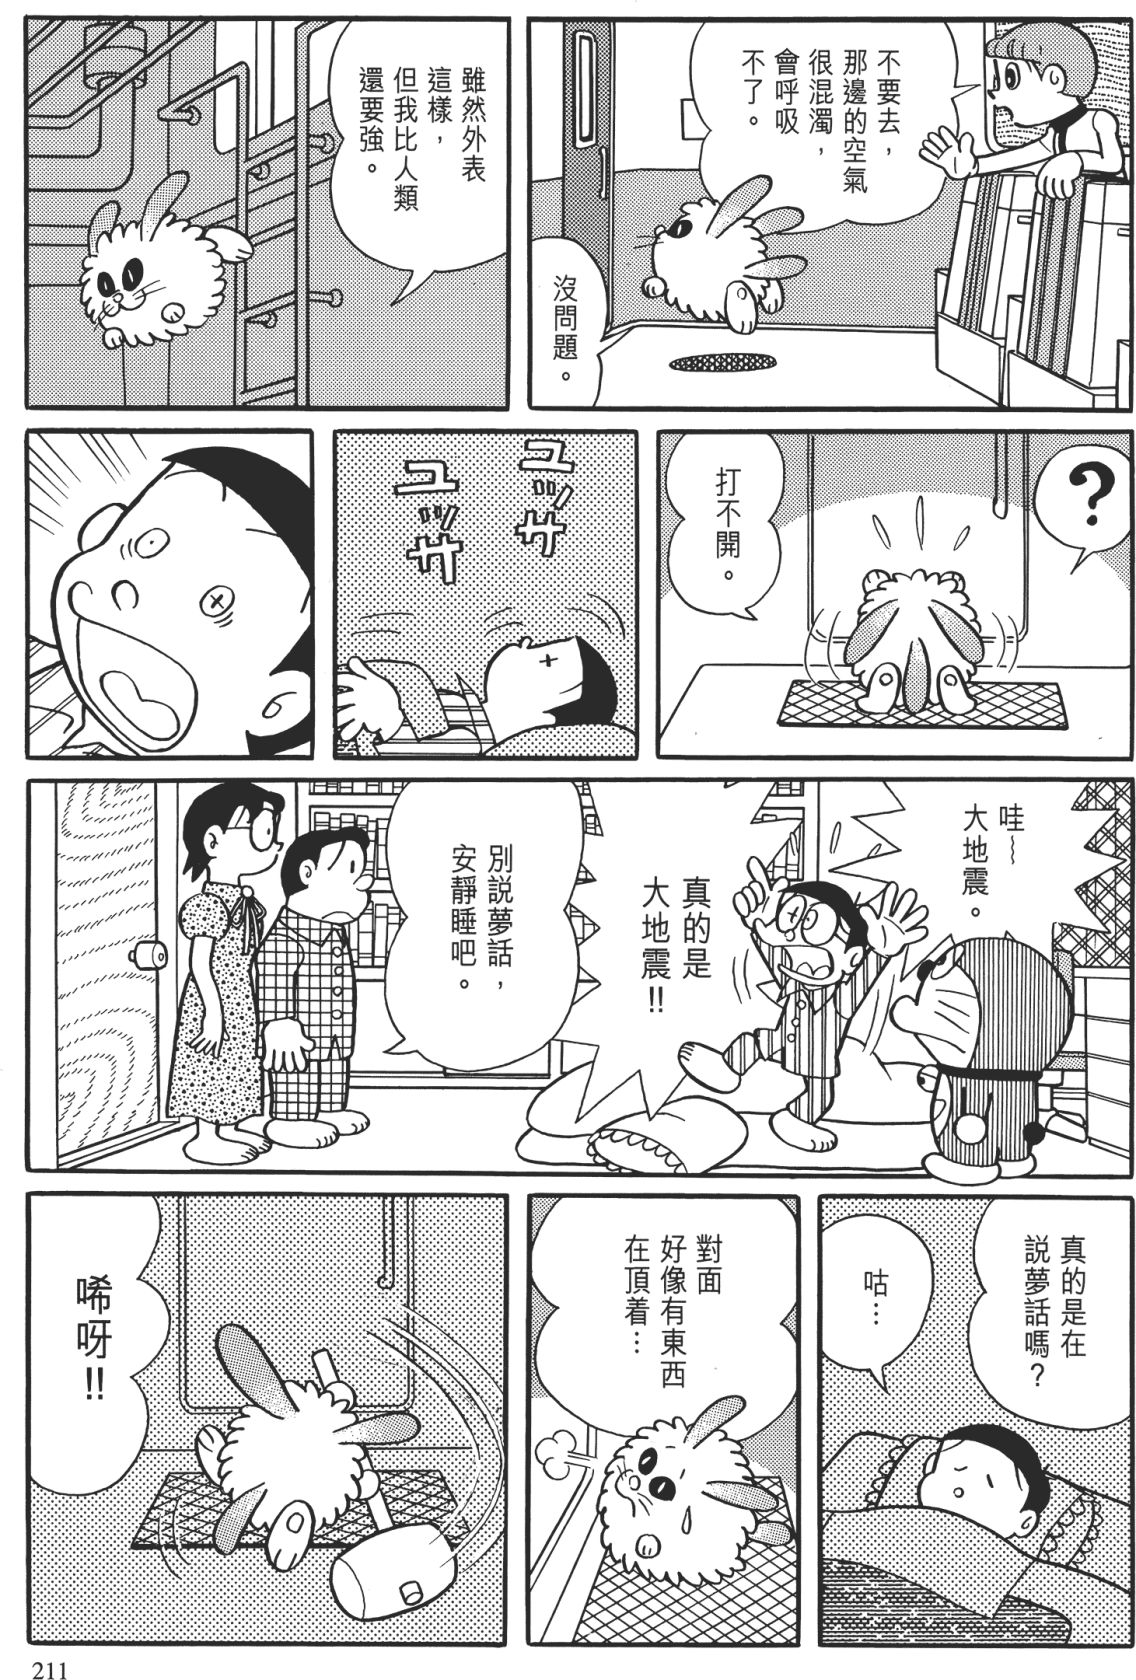 不要去，
那邊的空氣
很混濁，
會呼吸
不了。
沒問題。
雖然外表
這樣，
但我比人類
還要強。
？
打不開。
ユッサ
ユッサ
哇～
大地震。
真的是
大地震!!
別説夢話，
安靜睡吧。
真的是在
説夢話嗎？
咕…
對面
好像有東西
在頂着…
唏呀!!
211